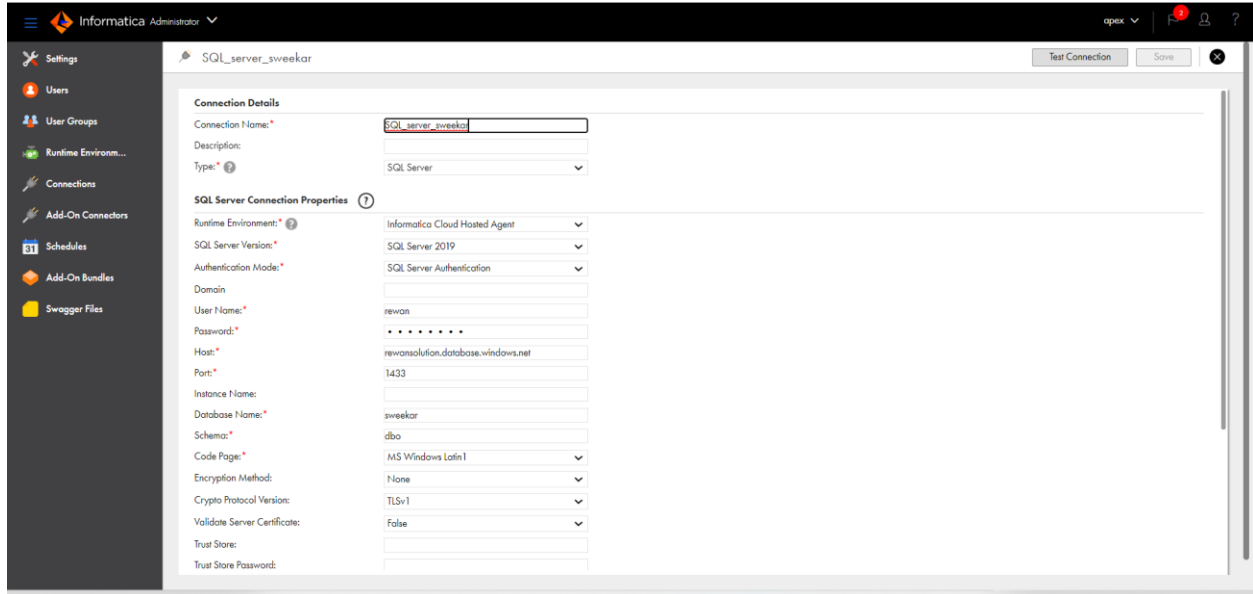 Informatica Administrator
apex
2
?
Settings
Users
User Groups
Runtime Environm...
Connections
Add-On Connectors
31 Schedules
Add-On Bundles
Swagger Files
SQL_server_sweekar
Test Connection
Save
Connection Details
Connection Name:* SQL_server_sweekar
Description:
Type:* ? SQL Server
SQL Server Connection Properties ?
Runtime Environment:* ? Informatica Cloud Hosted Agent
SQL Server Version:* SQL Server 2019
Authentication Mode:* SQL Server Authentication
Domain
User Name:* rewan
Password:* • • • • • • • •
Host:* rewansolution.database.windows.net
Port:* 1433
Instance Name:
Database Name:* sweekar
Schema:* dbo
Code Page:* MS Windows Latin1
Encryption Method: None
Crypto Protocol Version: TLSv1
Validate Server Certificate: False
Trust Store:
Trust Store Password: